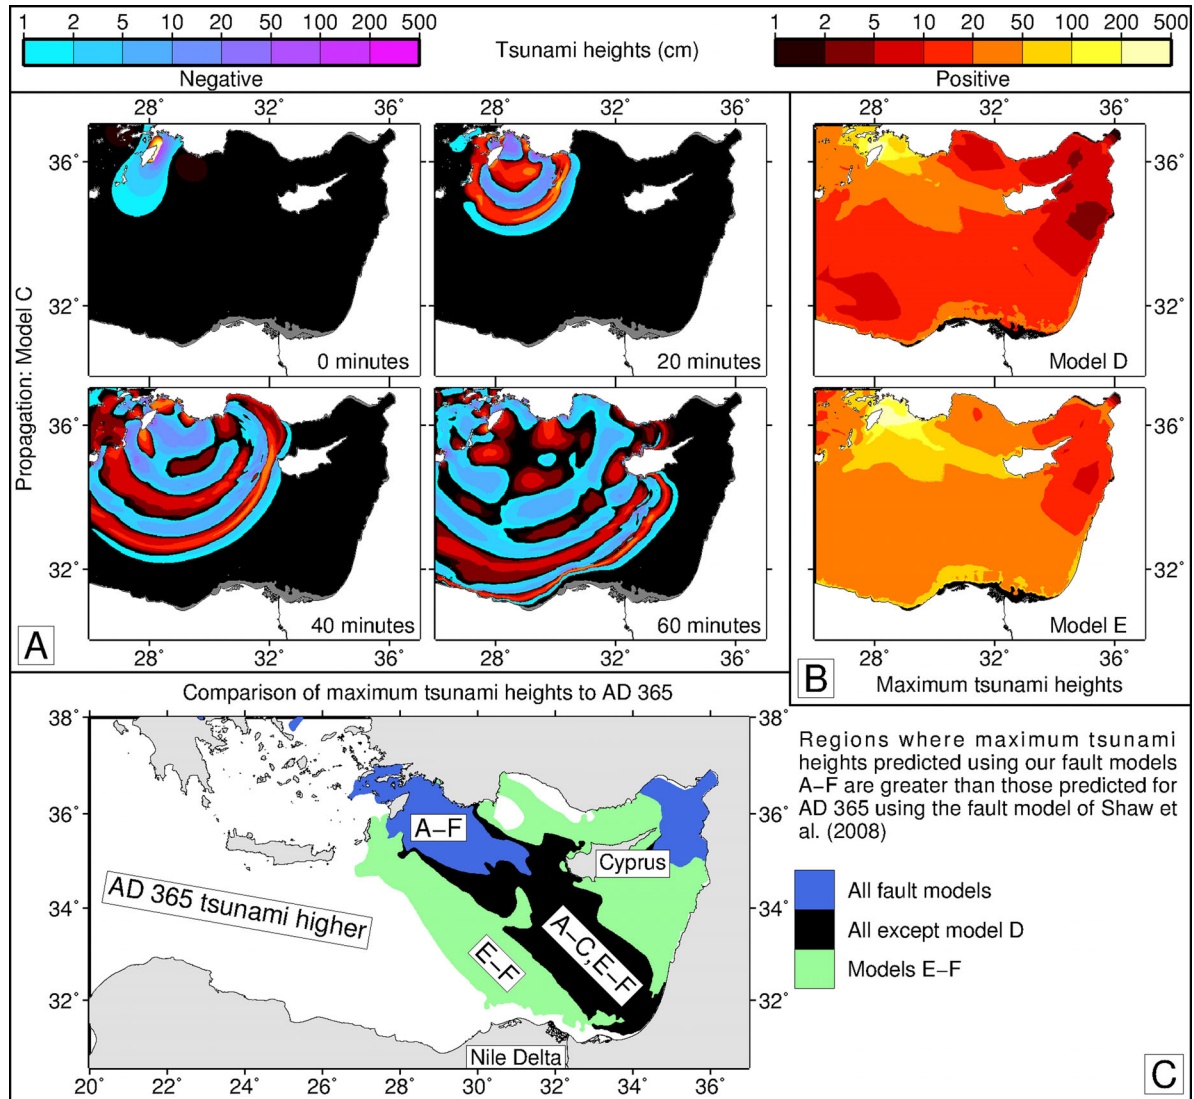 1 2 5 10 20 50 100 200 500
Negative
Tsunami heights (cm)
1 2 5 10 20 50 100 200 500
Positive
28° 32°
28° 32° 36°
28° 32° 36°
36°
32°
36°
32°
Propagation: Model C
0 minutes
20 minutes
40 minutes
60 minutes
28° 32°
28° 32° 36°
A
36°
32°
Model D
36°
32°
Model E
28° 32° 36°
B
Maximum tsunami heights
Comparison of maximum tsunami heights to AD 365
38°
36°
34°
32°
38°
36°
34°
32°
A–F
Cyprus
AD 365 tsunami higher
E–F
A–C,E–F
Nile Delta
20° 22° 24° 26° 28° 30° 32° 34° 36°
Regions where maximum tsunami
heights predicted using our fault models
A–F are greater than those predicted for
AD 365 using the fault model of Shaw et
al. (2008)
All fault models
All except model D
Models E–F
C